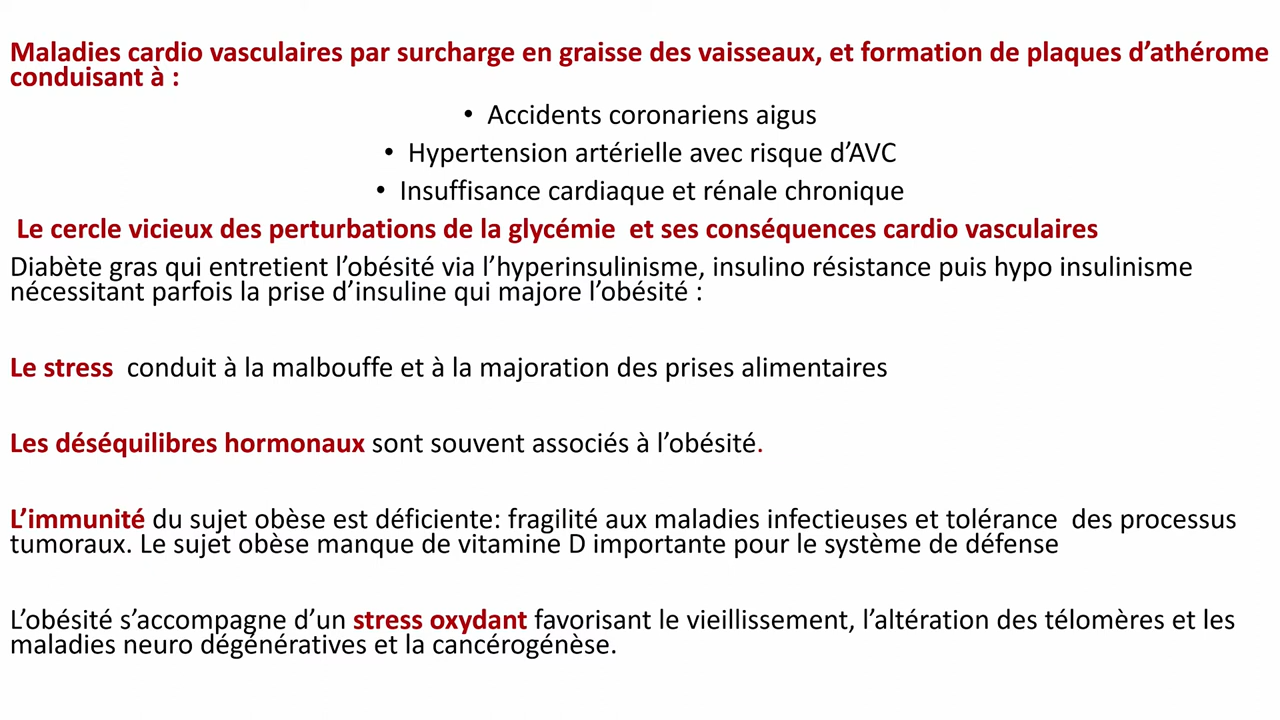 Maladies cardio vasculaires par surcharge en graisse des vaisseaux, et formation de plaques d’athérome
conduisant à :
• Accidents coronariens aigus
• Hypertension artérielle avec risque d’AVC
• Insuffisance cardiaque et rénale chronique
Le cercle vicieux des perturbations de la glycémie et ses conséquences cardio vasculaires
Diabète gras qui entretient l’obésité via l’hyperinsulinisme, insulino résistance puis hypo insulinisme
nécessitant parfois la prise d’insuline qui majore l’obésité :
Le stress conduit à la malbouffe et à la majoration des prises alimentaires
Les déséquilibres hormonaux sont souvent associés à l’obésité.
L’immunité du sujet obèse est déficiente: fragilité aux maladies infectieuses et tolérance des processus
tumoraux. Le sujet obèse manque de vitamine D importante pour le système de défense
L’obésité s’accompagne d’un stress oxydant favorisant le vieillissement, l’altération des télomères et les
maladies neuro dégénératives et la cancérogénèse.